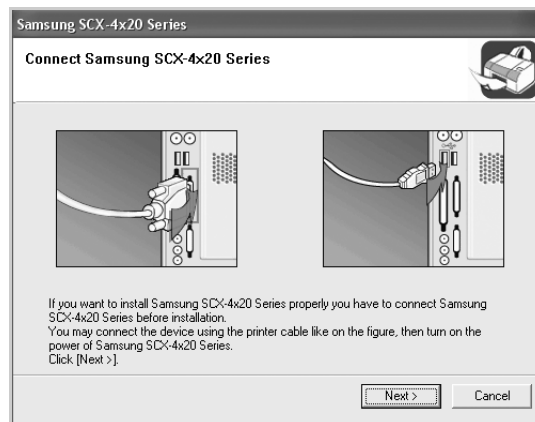 Samsung SCX-4x20 Series
Connect Samsung SCX-4x20 Series
If you want to install Samsung SCX-4x20 Series properly you have to connect Samsung
SCX-4x20 Series before installation.
You may connect the device using the printer cable like on the figure, then turn on the
power of Samsung SCX-4x20 Series.
Click [Next >].
Next >
Cancel